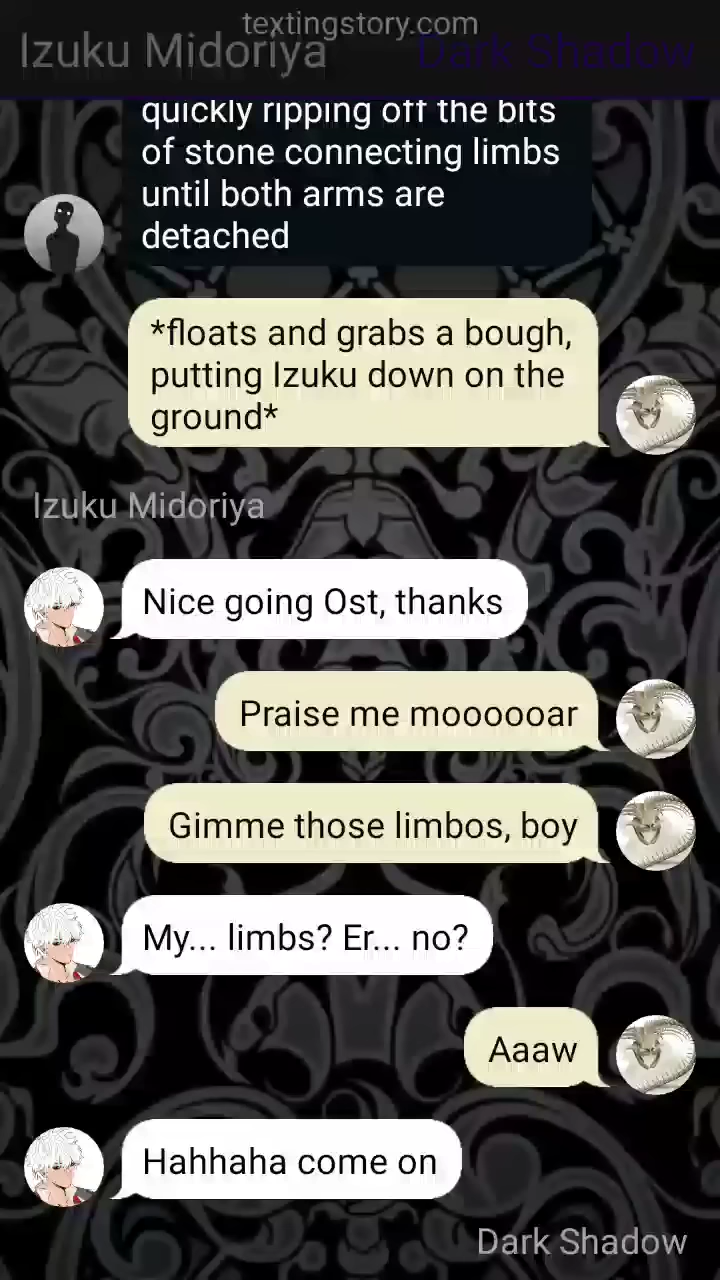 textingstory.com
Izuku Midoriya
Dark Shadow
quickly ripping off the bits
of stone connecting limbs
until both arms are
detached
*floats and grabs a bough,
putting Izuku down on the
ground*
Izuku Midoriya
Nice going Ost, thanks
Praise me moooooar
Gimme those limbos, boy
My... limbs? Er... no?
Aaaw
Hahhaha come on
Dark Shadow